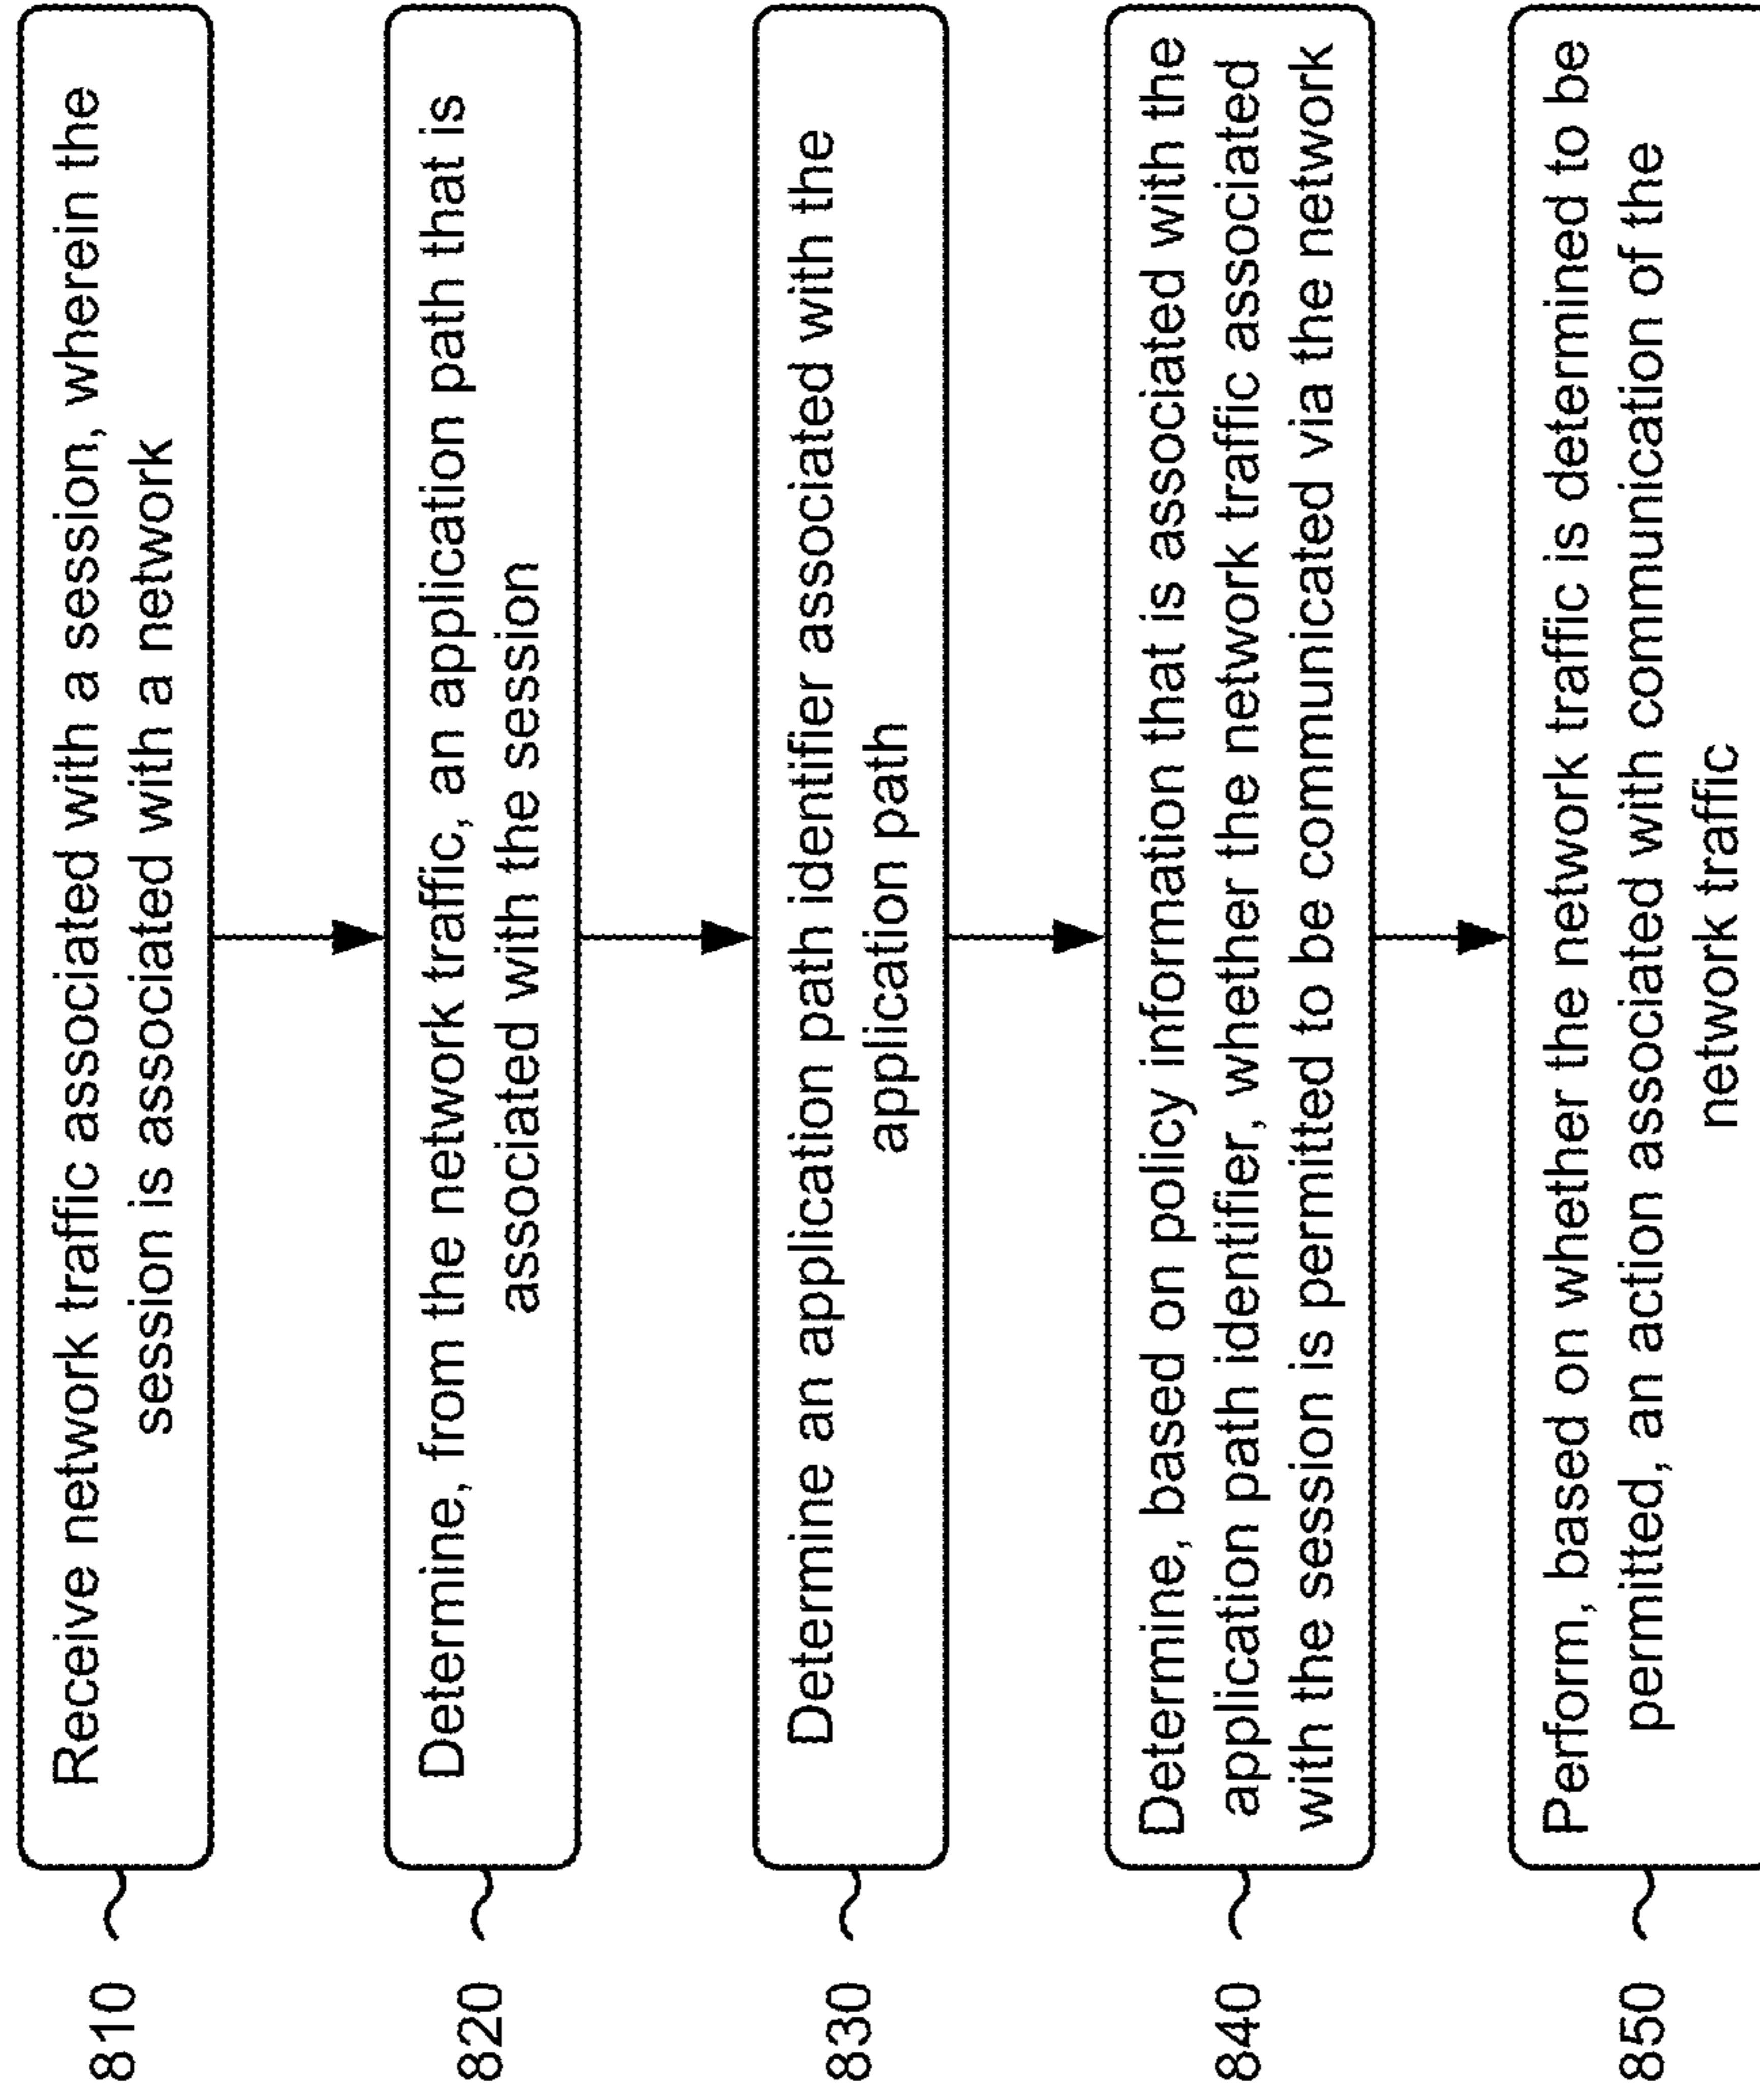 810
Receive network traffic associated with a session, wherein the
session is associated with a network
820
Determine, from the network traffic, an application path that is
associated with the session
830
Determine an application path identifier associated with the
application path
840
Determine, based on policy information that is associated with the
application path identifier, whether the network traffic associated
with the session is permitted to be communicated via the network
850
Perform, based on whether the network traffic is determined to be
permitted, an action associated with communication of the
network traffic